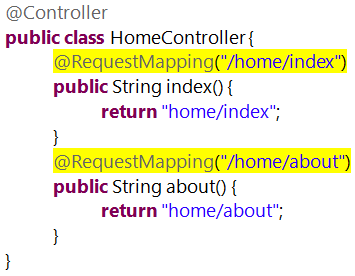 @Controller
public class HomeController {
@RequestMapping("/home/index")
public String index() {
return "home/index";
}
@RequestMapping("/home/about")
public String about() {
return "home/about";
}
}